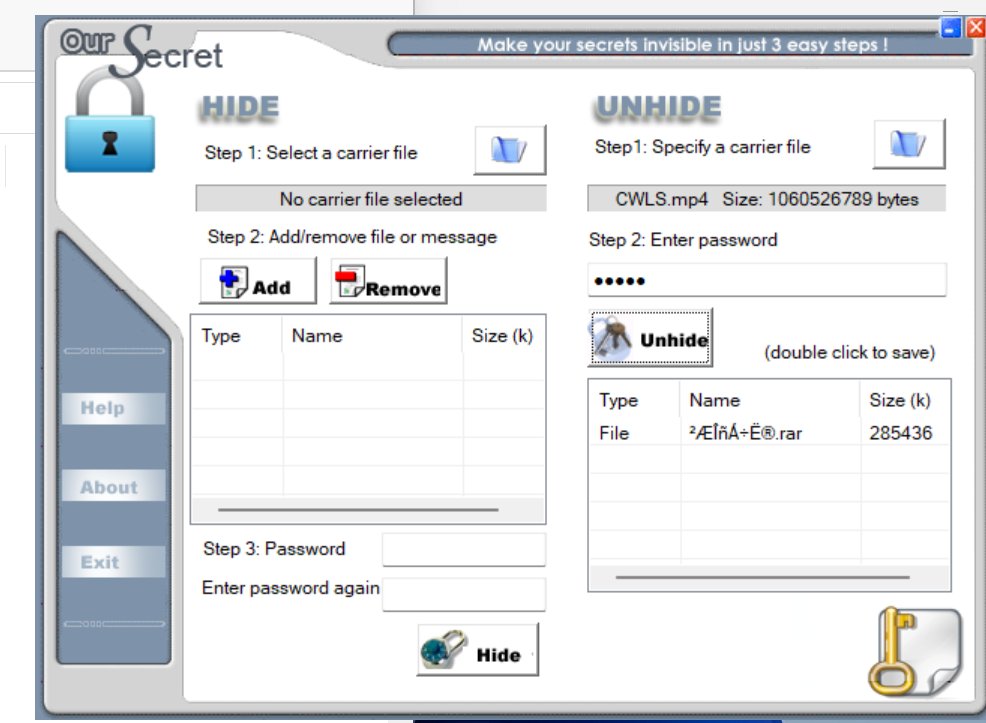 Our Secret
Make your secrets invisible in just 3 easy steps !
HIDE
Step 1: Select a carrier file
No carrier file selected
Step 2: Add/remove file or message
Add
Remove
Type Name Size (k)
Step 3: Password
Enter password again
Hide
UNHIDE
Step1: Specify a carrier file
CWLS.mp4 Size: 1060526789 bytes
Step 2: Enter password
•••••
Unhide
(double click to save)
Type Name Size (k)
File ²ÆÎñÁ÷Ë®.rar 285436
Help
About
Exit